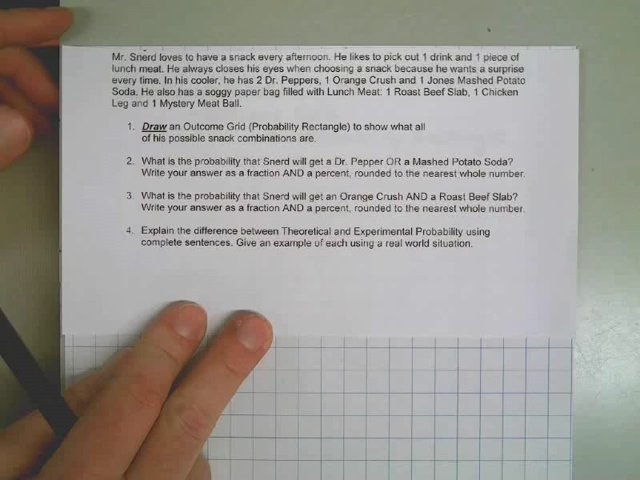 Mr. Snerd loves to have a snack every afternoon. He likes to pick out 1 drink and 1 piece of
lunch meat. He always closes his eyes when choosing a snack because he wants a surprise
every time. In his cooler, he has 2 Dr. Peppers, 1 Orange Crush and 1 Jones Mashed Potato
Soda. He also has a soggy paper bag filled with Lunch Meat: 1 Roast Beef Slab, 1 Chicken
Leg and 1 Mystery Meat Ball.
1. Draw an Outcome Grid (Probability Rectangle) to show what all
of his possible snack combinations are.
2. What is the probability that Snerd will get a Dr. Pepper OR a Mashed Potato Soda?
Write your answer as a fraction AND a percent, rounded to the nearest whole number.
3. What is the probability that Snerd will get an Orange Crush AND a Roast Beef Slab?
Write your answer as a fraction AND a percent, rounded to the nearest whole number.
4. Explain the difference between Theoretical and Experimental Probability using
complete sentences. Give an example of each using a real world situation.